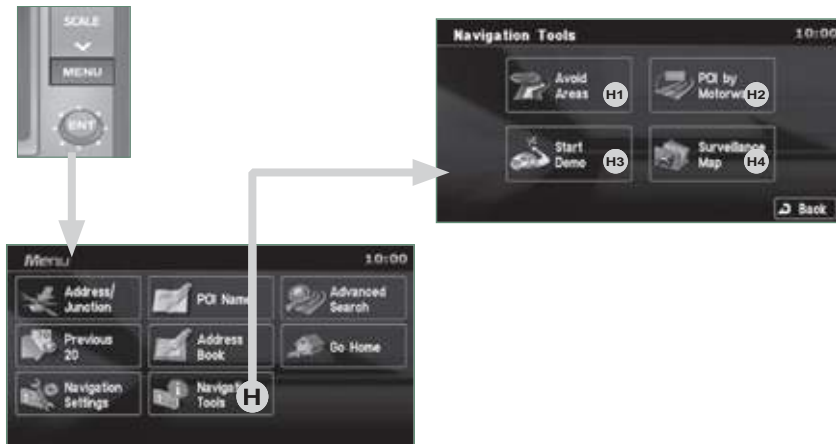 SCALE
MENU
ENT
Navigation Tools 10:00
Avoid
Areas
H1
POI by
Motorw
H2
Start
Demo
H3
Surveillance
Map
H4
Back
Menu 10:00
Address/
Junction
POI Name
Advanced
Search
Previous
20
Address
Book
Go Home
Navigation
Settings
Navigat
Tools
H